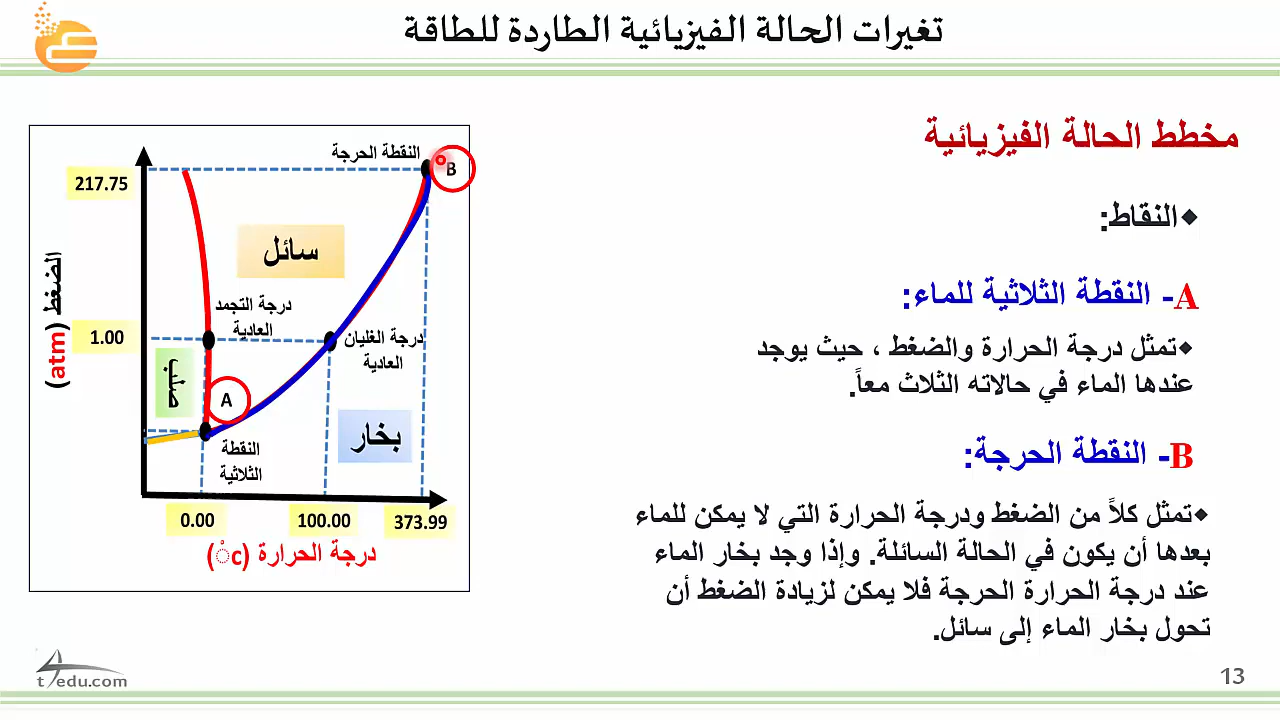 تغيرات الحالة الفيزيائية الطاردة للطاقة
مخطط الحالة الفيزيائية
◆النقاط:
A- النقطة الثلاثية للماء:
◆تمثل درجة الحرارة والضغط ، حيث يوجد
عندها الماء في حالاته الثلاث معاً.
B- النقطة الحرجة:
◆تمثل كلاً من الضغط ودرجة الحرارة التي لا يمكن للماء
بعدها أن يكون في الحالة السائلة. وإذا وجد بخار الماء
عند درجة الحرارة الحرجة فلا يمكن لزيادة الضغط أن
تحول بخار الماء إلى سائل.
النقطة الحرجة
B
217.75
سائل
درجة التجمد
العادية
1.00
درجة الغليان
العادية
الضغط (atm)
صلب
A
بخار
النقطة
الثلاثية
0.00
100.00
373.99
درجة الحرارة (c°)
t4edu.com
13